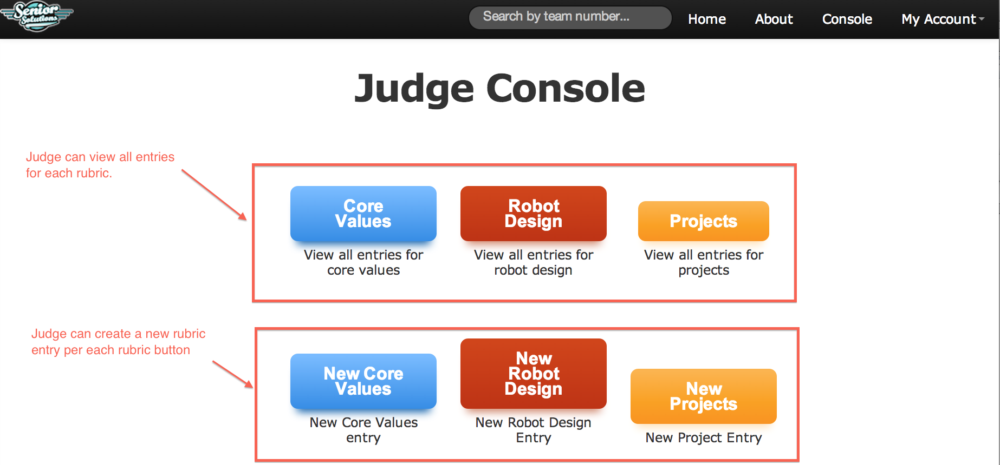 Senior
Solutions
Search by team number...
Home
About
Console
My Account
Judge Console
Judge can view all entries
for each rubric.
Core
Values
View all entries for
core values
Robot
Design
View all entries for
robot design
Projects
View all entries for
projects
Judge can create a new rubric
entry per each rubric button
New Core
Values
New Core Values
entry
New
Robot
Design
New Robot Design
Entry
New
Projects
New Project Entry